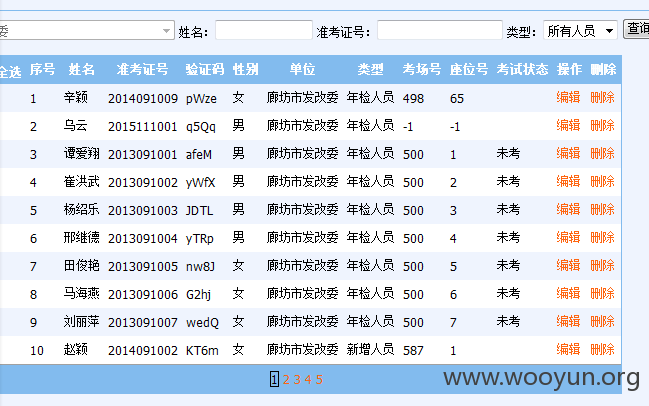 委 姓名： 准考证号： 类型： 所有人员 查询
全选 序号 姓名 准考证号 验证码 性别 单位 类型 考场号 座位号 考试状态 操作 删除
1 辛颖 2014091009 pWze 女 廊坊市发改委 年检人员 498 65 编辑 删除
2 乌云 2015111001 q5Qq 男 廊坊市发改委 年检人员 -1 -1 编辑 删除
3 谭爱翔 2013091001 afeM 男 廊坊市发改委 年检人员 500 1 未考 编辑 删除
4 崔洪武 2013091002 yWfX 男 廊坊市发改委 年检人员 500 2 未考 编辑 删除
5 杨绍乐 2013091003 JDTL 男 廊坊市发改委 年检人员 500 3 未考 编辑 删除
6 邢继德 2013091004 yTRp 男 廊坊市发改委 年检人员 500 4 未考 编辑 删除
7 田俊艳 2013091005 nw8J 女 廊坊市发改委 年检人员 500 5 未考 编辑 删除
8 马海燕 2013091006 G2hj 女 廊坊市发改委 年检人员 500 6 未考 编辑 删除
9 刘丽萍 2013091007 wedQ 女 廊坊市发改委 年检人员 500 7 未考 编辑 删除
10 赵颖 2014091002 KT6m 女 廊坊市发改委 新增人员 587 1 编辑 删除
1 2 3 4 5
www.wooyun.org